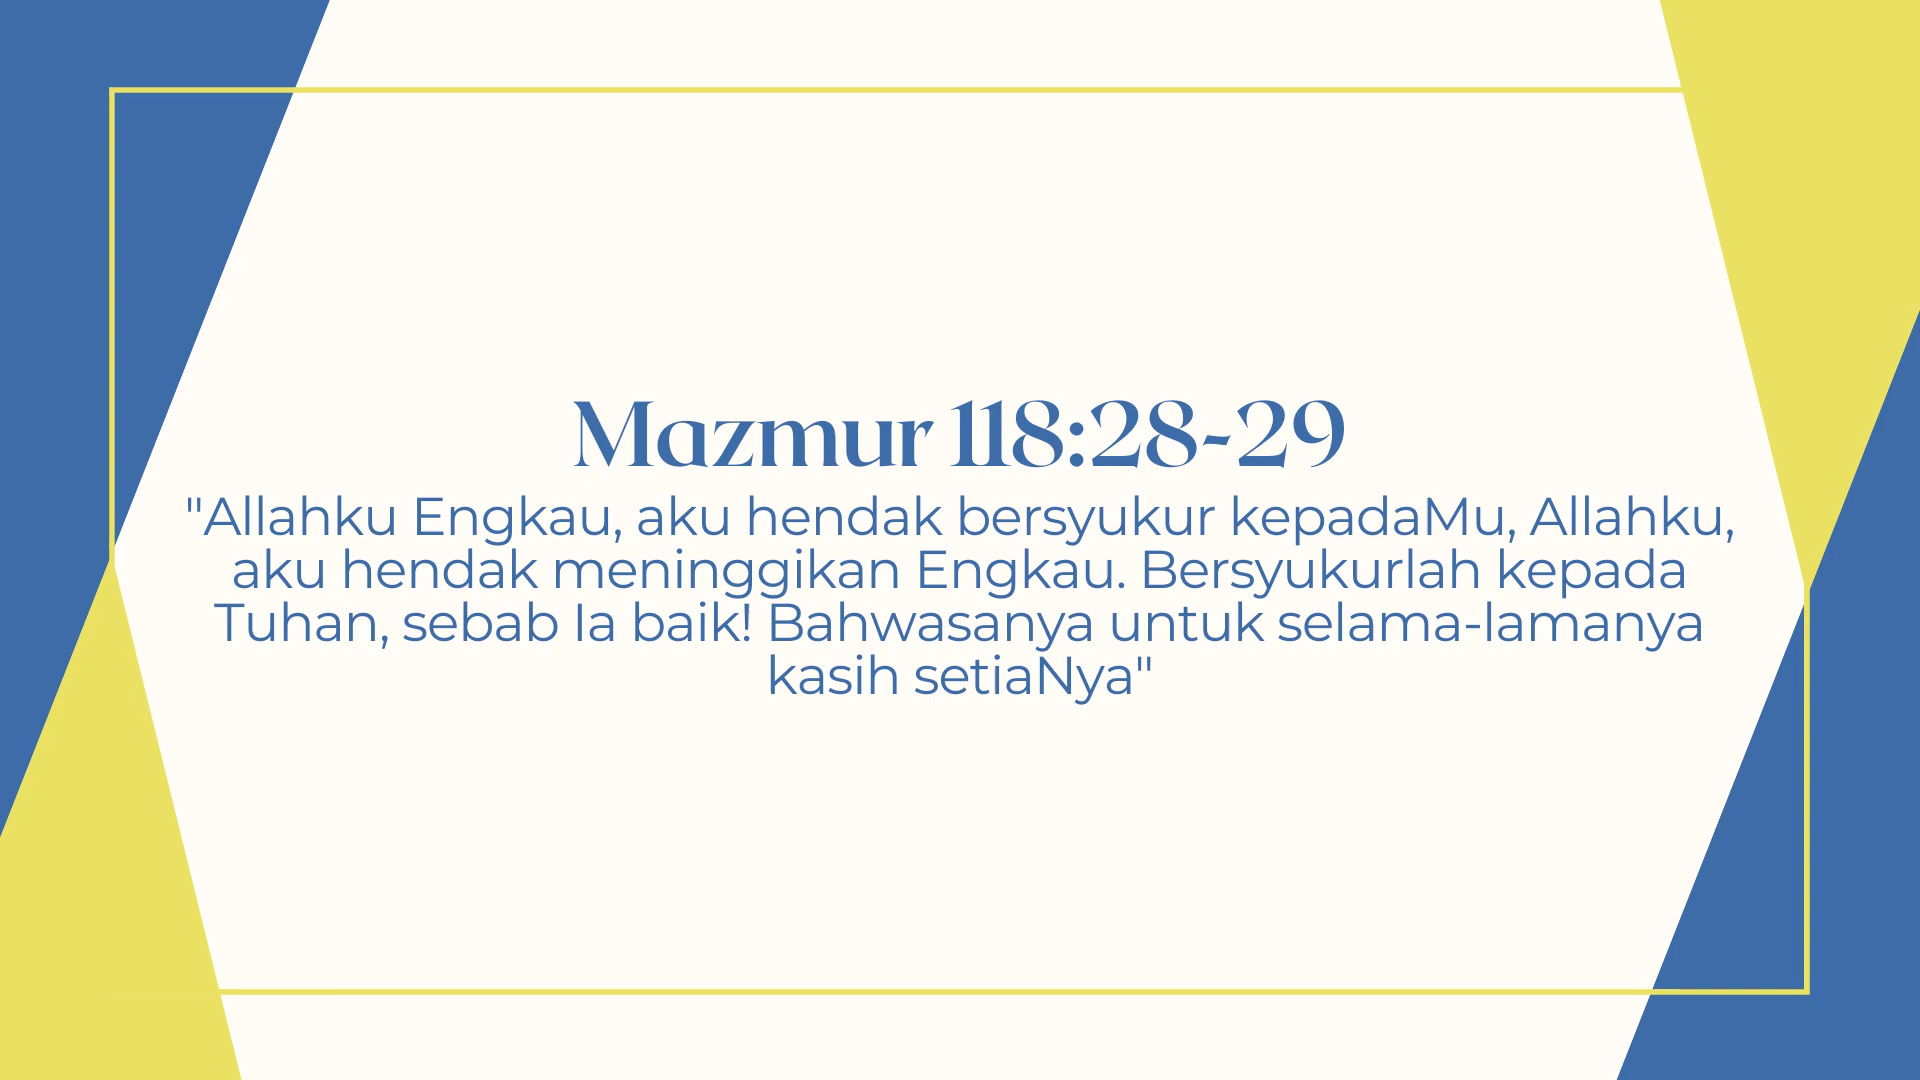 Mazmur 118:28-29
"Allahku Engkau, aku hendak bersyukur kepadaMu, Allahku,
aku hendak meninggikan Engkau. Bersyukurlah kepada
Tuhan, sebab Ia baik! Bahwasanya untuk selama-lamanya
kasih setiaNya"